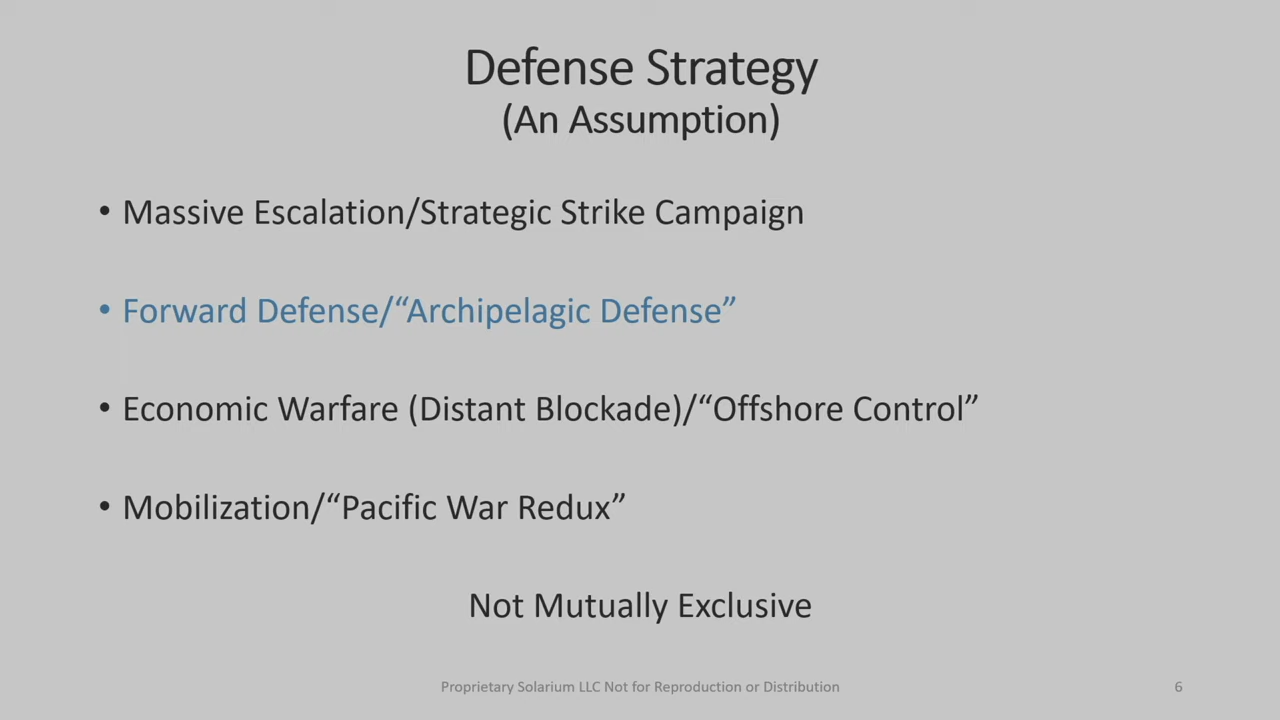 Defense Strategy
(An Assumption)
• Massive Escalation/Strategic Strike Campaign
• Forward Defense/“Archipelagic Defense”
• Economic Warfare (Distant Blockade)/“Offshore Control”
• Mobilization/“Pacific War Redux”
Not Mutually Exclusive
Proprietary Solarium LLC Not for Reproduction or Distribution
6